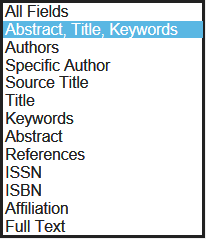 All Fields
Abstract, Title, Keywords
Authors
Specific Author
Source Title
Title
Keywords
Abstract
References
ISSN
ISBN
Affiliation
Full Text